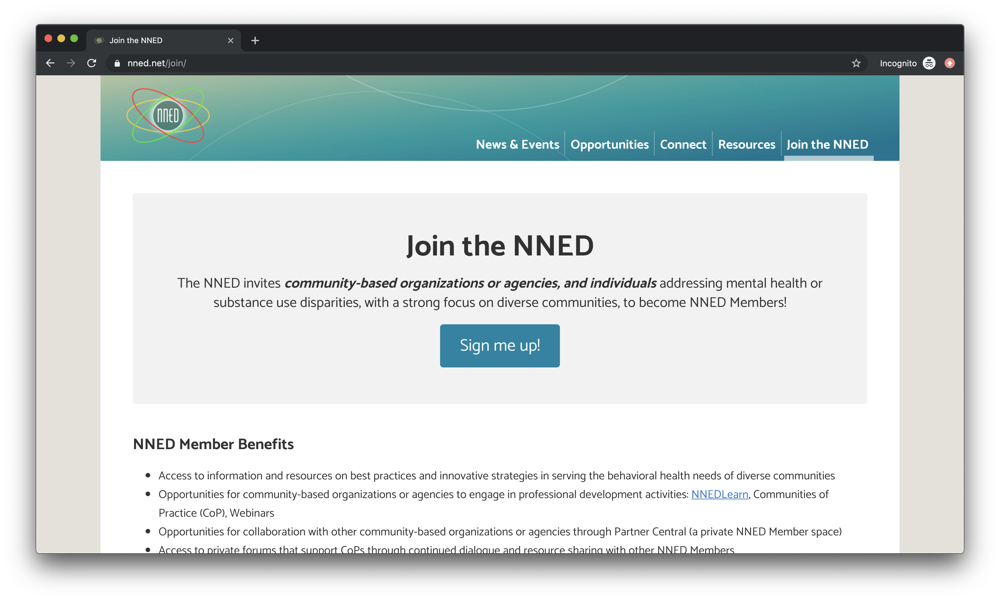 Join the NNED
nned.net/join/
Incognito
nned
News & Events
Opportunities
Connect
Resources
Join the NNED
Join the NNED
The NNED invites community-based organizations or agencies, and individuals addressing mental health or
substance use disparities, with a strong focus on diverse communities, to become NNED Members!
Sign me up!
NNED Member Benefits
• Access to information and resources on best practices and innovative strategies in serving the behavioral health needs of diverse communities
• Opportunities for community-based organizations or agencies to engage in professional development activities: NNEDLearn, Communities of
Practice (CoP), Webinars
• Opportunities for collaboration with other community-based organizations or agencies through Partner Central (a private NNED Member space)
• Access to private forums that support CoPs through continued dialogue and resource sharing with other NNED Members